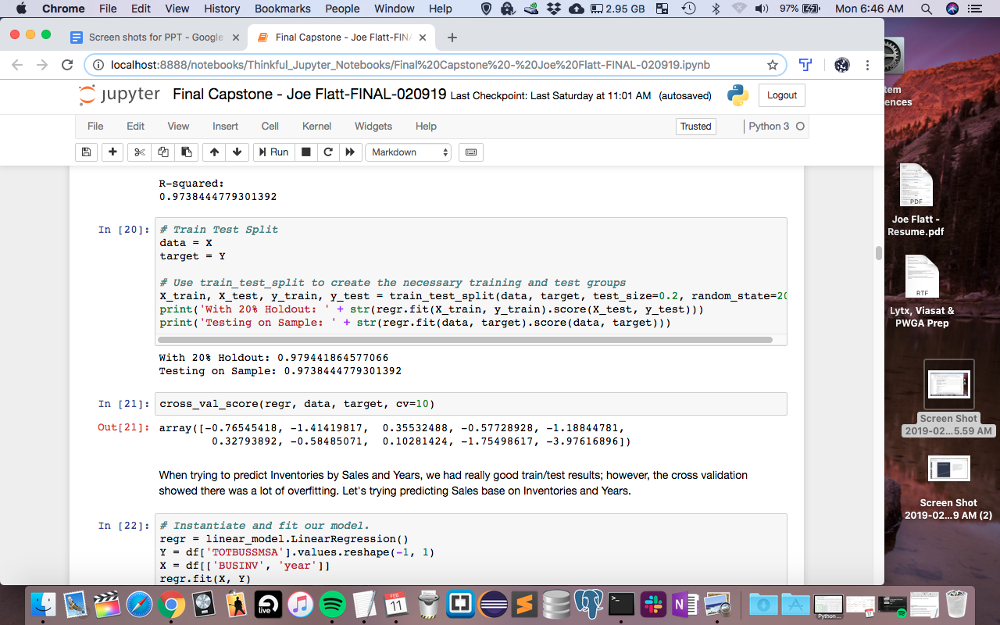 Chrome File Edit View History Bookmarks People Window Help 2.95 GB 97% Mon 6:46 AM
Screen shots for PPT - Google
Final Capstone - Joe Flatt-FIN
localhost:8888/notebooks/Thinkful_Jupyter_Notebooks/Final%20Capstone%20-%20Joe%20Flatt-FINAL-020919.ipynb
jupyter Final Capstone - Joe Flatt-FINAL-020919 Last Checkpoint: Last Saturday at 11:01 AM (autosaved) Logout
File Edit View Insert Cell Kernel Widgets Help Trusted Python 3
Run Markdown
R-squared:
0.9738444779301392
In [20]: # Train Test Split
data = X
target = Y
# Use train_test_split to create the necessary training and test groups
X_train, X_test, y_train, y_test = train_test_split(data, target, test_size=0.2, random_state=20
print('With 20% Holdout: ' + str(regr.fit(X_train, y_train).score(X_test, y_test)))
print('Testing on Sample: ' + str(regr.fit(data, target).score(data, target)))
With 20% Holdout: 0.979441864577066
Testing on Sample: 0.9738444779301392
In [21]: cross_val_score(regr, data, target, cv=10)
Out[21]: array([-0.76545418, -1.41419817, 0.35532488, -0.57728928, -1.18844781,
0.32793892, -0.58485071, 0.10281424, -1.75498617, -3.97616896])
When trying to predict Inventories by Sales and Years, we had really good train/test results; however, the cross validation
showed there was a lot of overfitting. Let's trying predicting Sales base on Inventories and Years.
In [22]: # Instantiate and fit our model.
regr = linear_model.LinearRegression()
Y = df['TOTBUSSMSA'].values.reshape(-1, 1)
X = df[['BUSINV', 'year']]
regr.fit(X, Y)
tem
ences
PDF
Joe Flatt -
Resume.pdf
RTF
Lytx, Viasat &
PWGA Prep
Screen Shot
2019-02...5.59 AM
Screen Shot
2019-02...9 AM (2)
live
FEB
11
Python ...
17